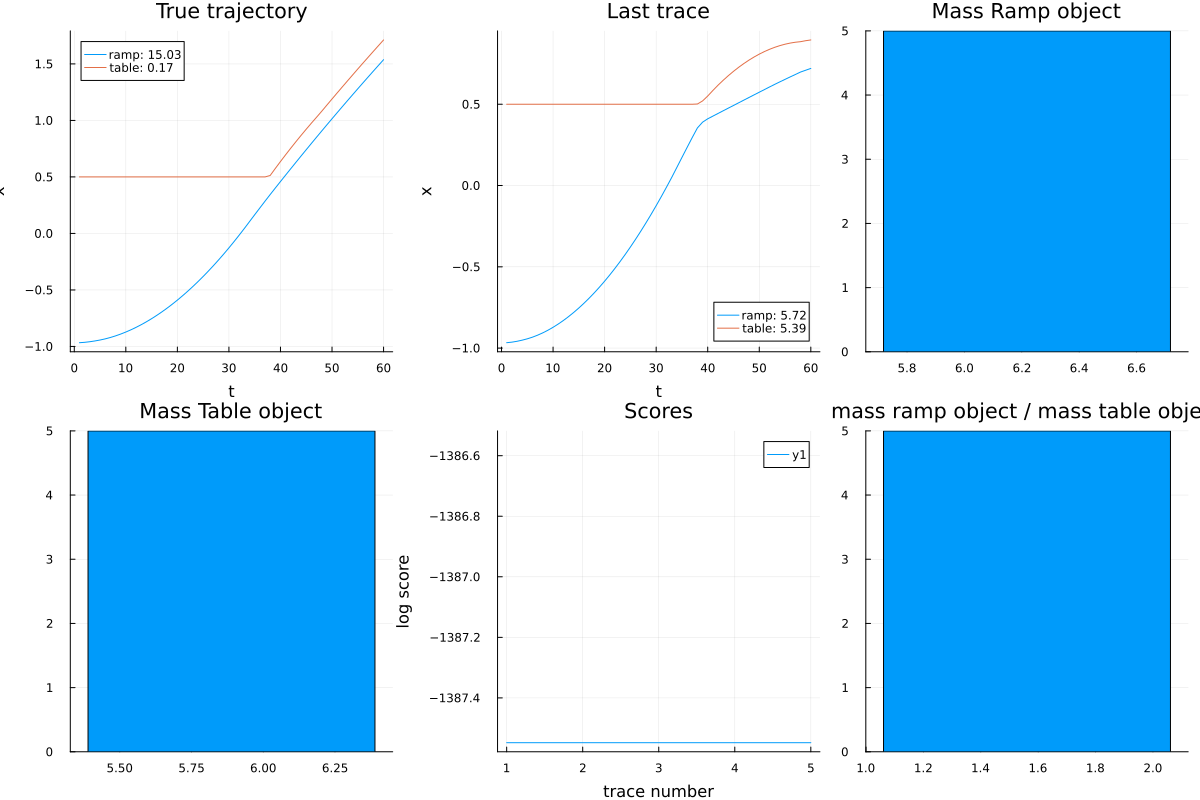 True trajectory
ramp: 15.03
table: 0.17
1.5
1.0
0.5
0.0
−0.5
−1.0
x
0 10 20 30 40 50 60
t
Last trace
0.5
0.0
−0.5
−1.0
x
ramp: 5.72
table: 5.39
0 10 20 30 40 50 60
t
Mass Ramp object
5
4
3
2
1
0
5.8 6.0 6.2 6.4 6.6
Mass Table object
5
4
3
2
1
0
5.50 5.75 6.00 6.25
Scores
y1
−1386.6
−1386.8
−1387.0
−1387.2
−1387.4
log score
1 2 3 4 5
trace number
mass ramp object / mass table obje
5
4
3
2
1
0
1.0 1.2 1.4 1.6 1.8 2.0